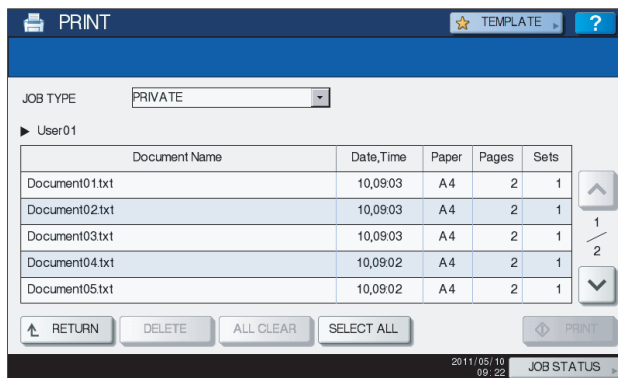 PRINT TEMPLATE ?
JOB TYPE PRIVATE
User01
Document Name Date,Time Paper Pages Sets
Document01.txt 10,09:03 A4 2 1
Document02.txt 10,09:03 A4 2 1
Document03.txt 10,09:03 A4 2 1
Document04.txt 10,09:02 A4 2 1
Document05.txt 10,09:02 A4 2 1
1
2
RETURN DELETE ALL CLEAR SELECT ALL PRINT
2011/05/10
09:22 JOB STATUS